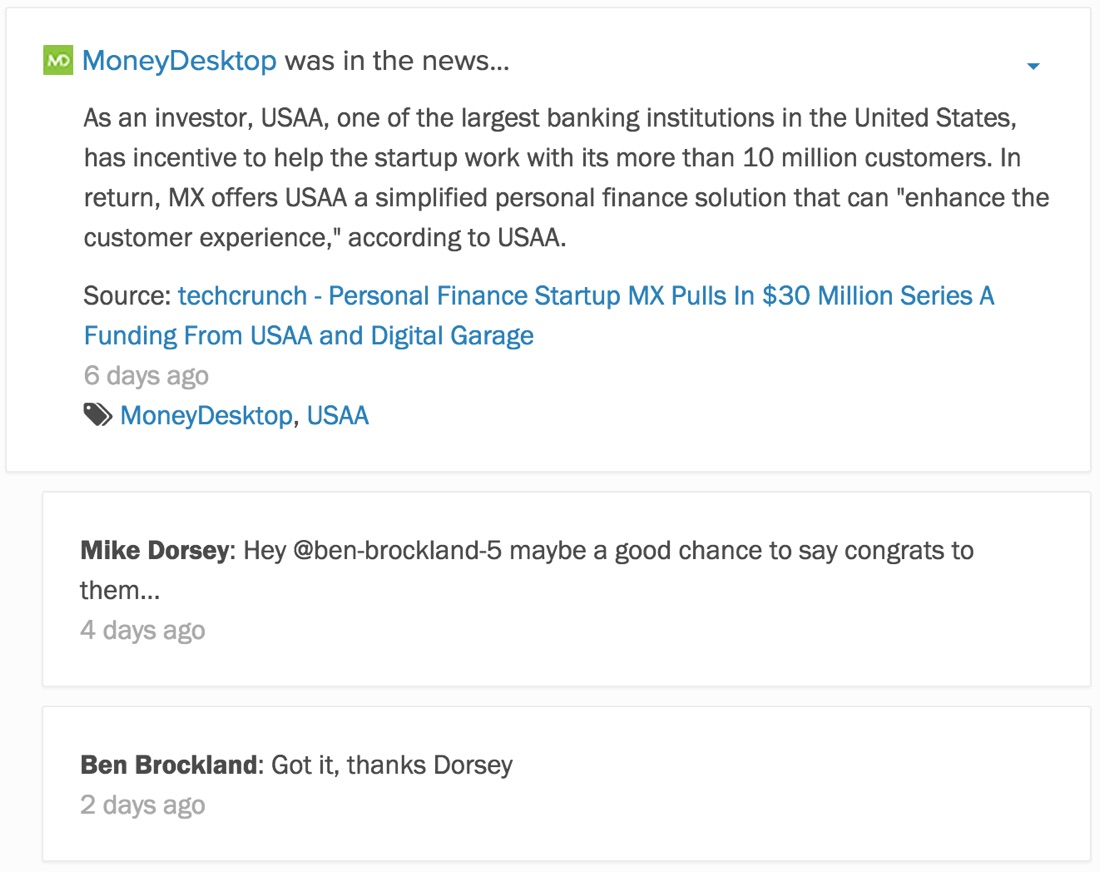 MD MoneyDesktop was in the news...
As an investor, USAA, one of the largest banking institutions in the United States,
has incentive to help the startup work with its more than 10 million customers. In
return, MX offers USAA a simplified personal finance solution that can "enhance the
customer experience," according to USAA.
Source: techcrunch - Personal Finance Startup MX Pulls In $30 Million Series A
Funding From USAA and Digital Garage
6 days ago
MoneyDesktop, USAA
Mike Dorsey: Hey @ben-brockland-5 maybe a good chance to say congrats to
them...
4 days ago
Ben Brockland: Got it, thanks Dorsey
2 days ago